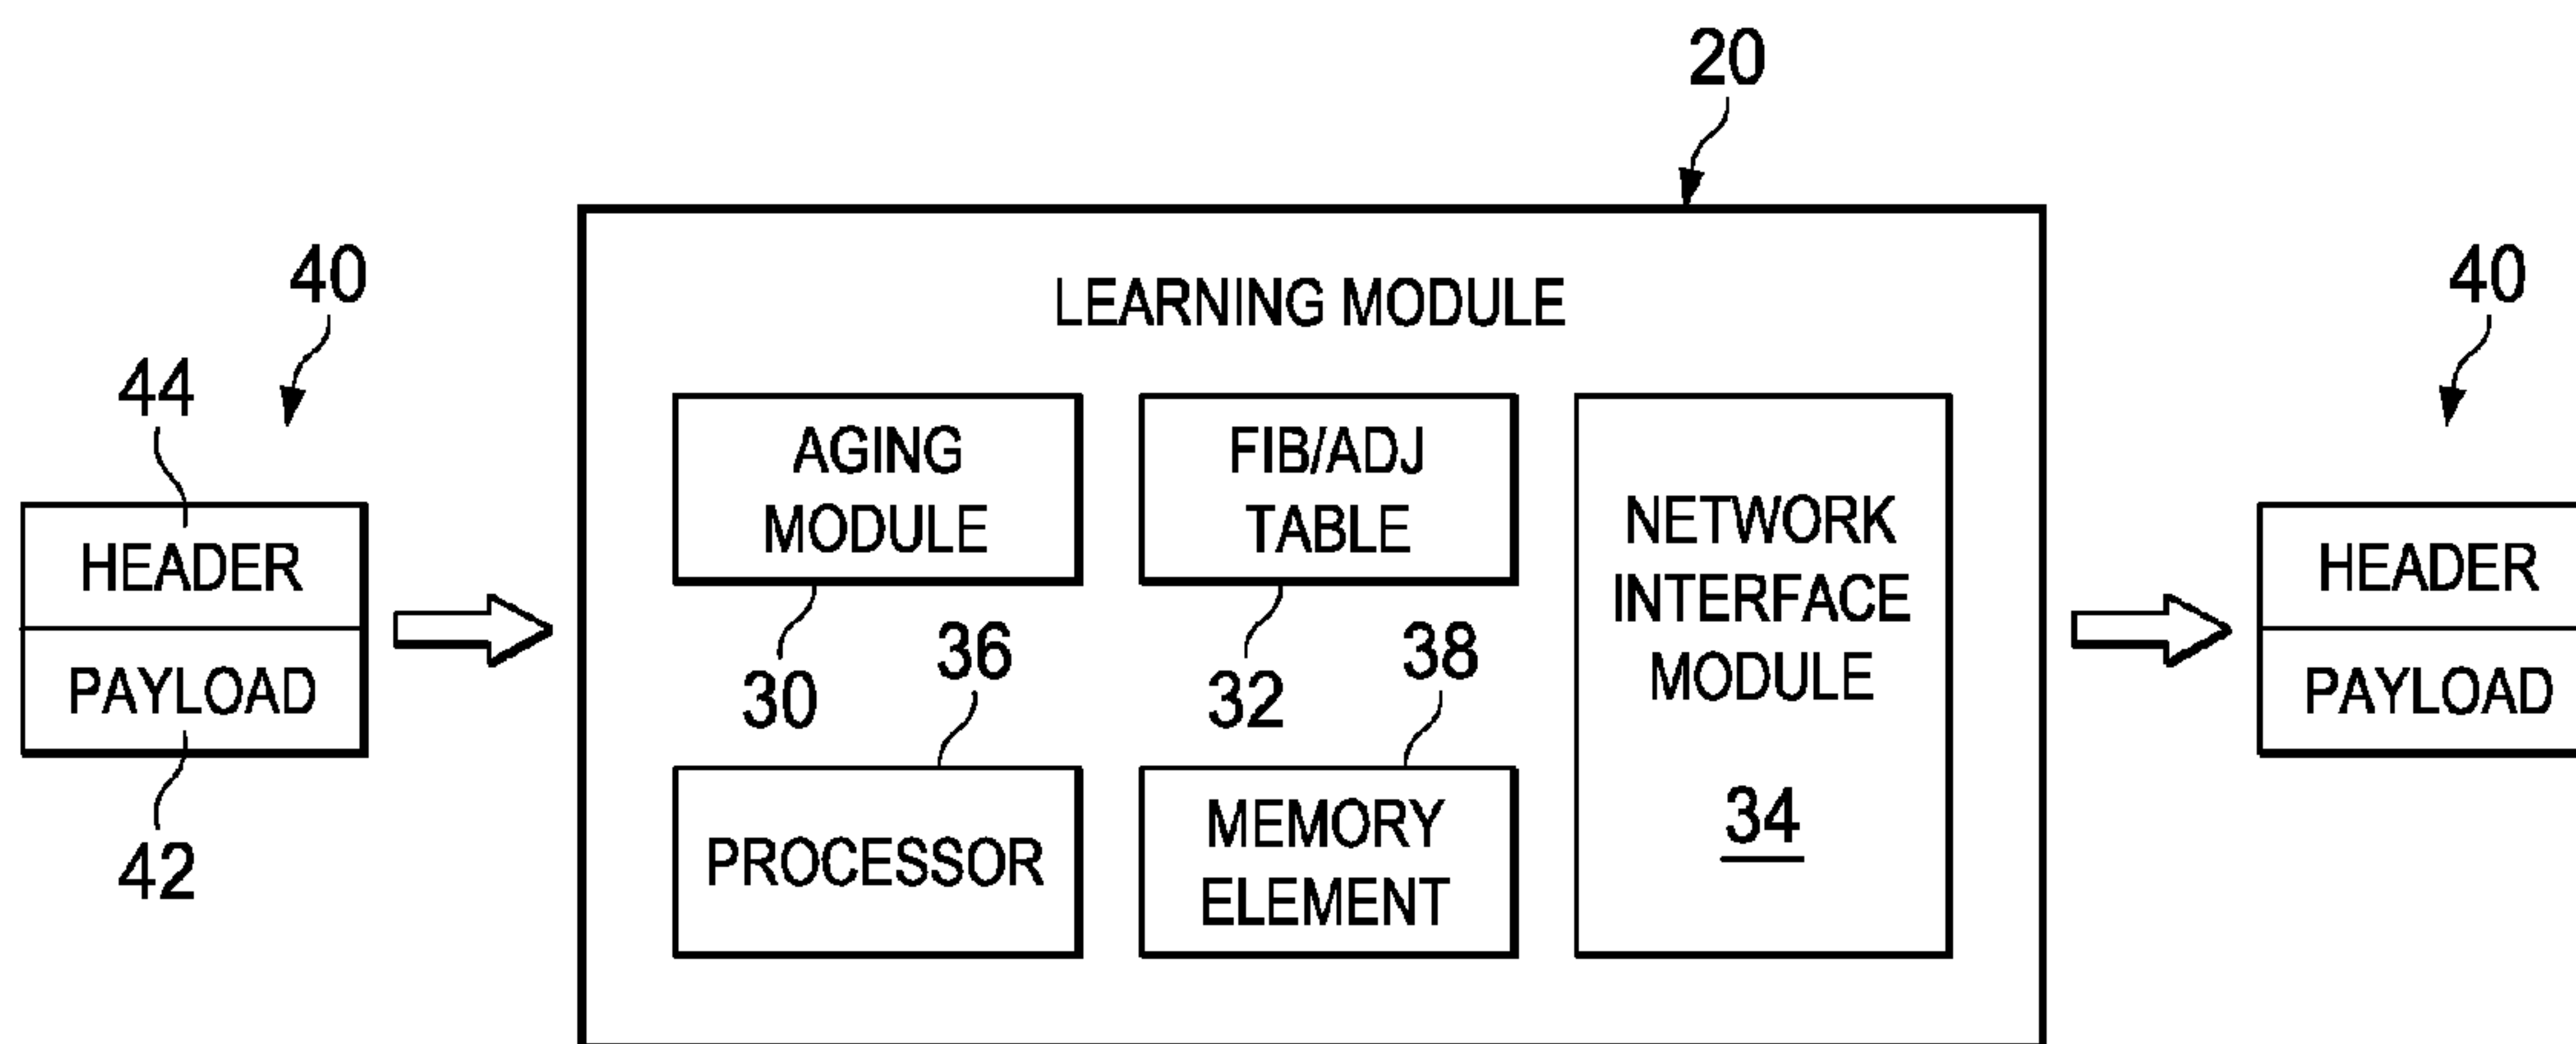 20
40
40
LEARNING MODULE
44
AGING
MODULE
FIB/ADJ
TABLE
NETWORK
INTERFACE
MODULE
34
HEADER
PAYLOAD
42
30
36
32
38
PROCESSOR
MEMORY
ELEMENT
HEADER
PAYLOAD